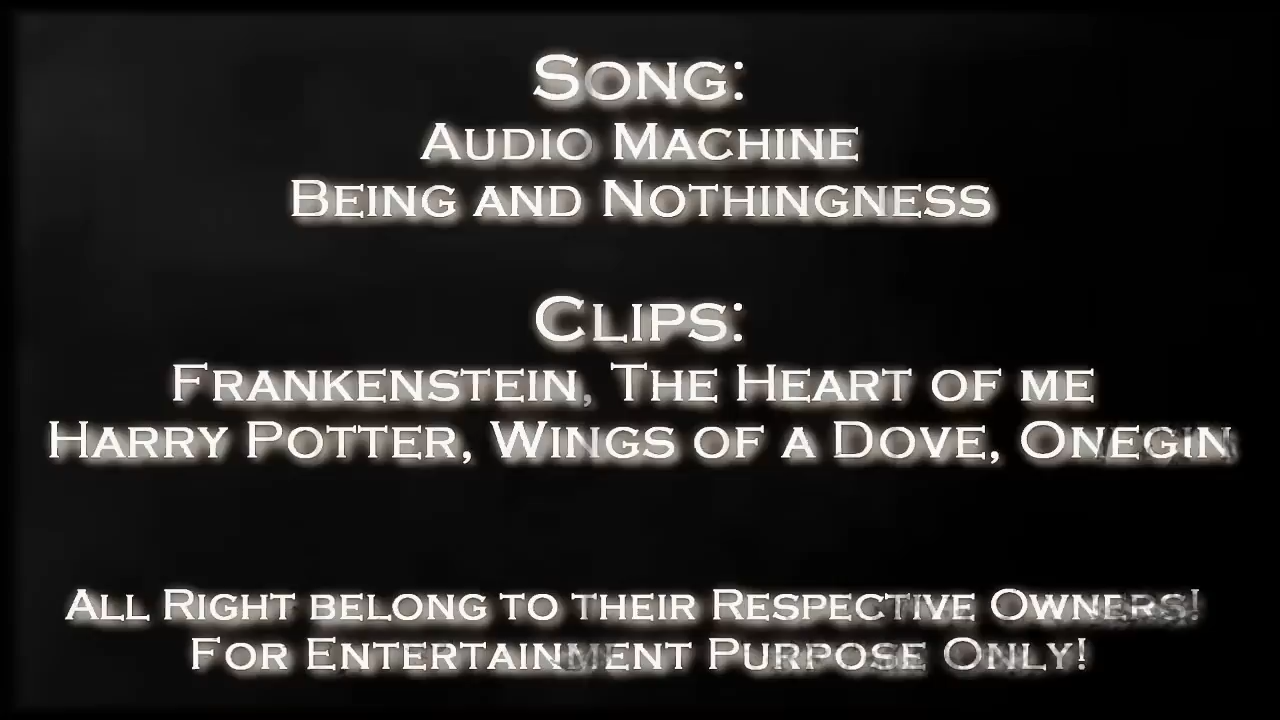 Song:
Audio Machine
Being and Nothingness
Clips:
Frankenstein, The Heart of me
Harry Potter, Wings of a Dove, Onegin
All Right belong to their Respective Owners!
For Entertainment Purpose Only!